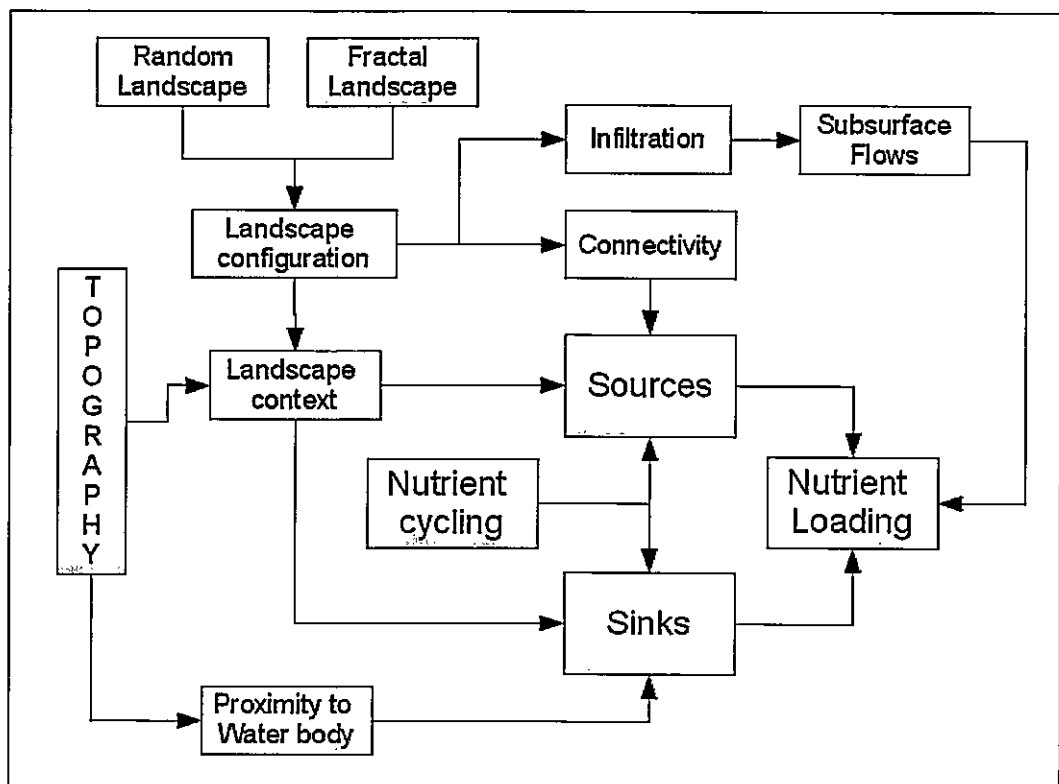 Random
Landscape
Fractal
Landscape
Infiltration
Subsurface
Flows
Landscape
configuration
Connectivity
TOPOGRAPHY
Landscape
context
Sources
Nutrient
cycling
Nutrient
Loading
Sinks
Proximity to
Water body